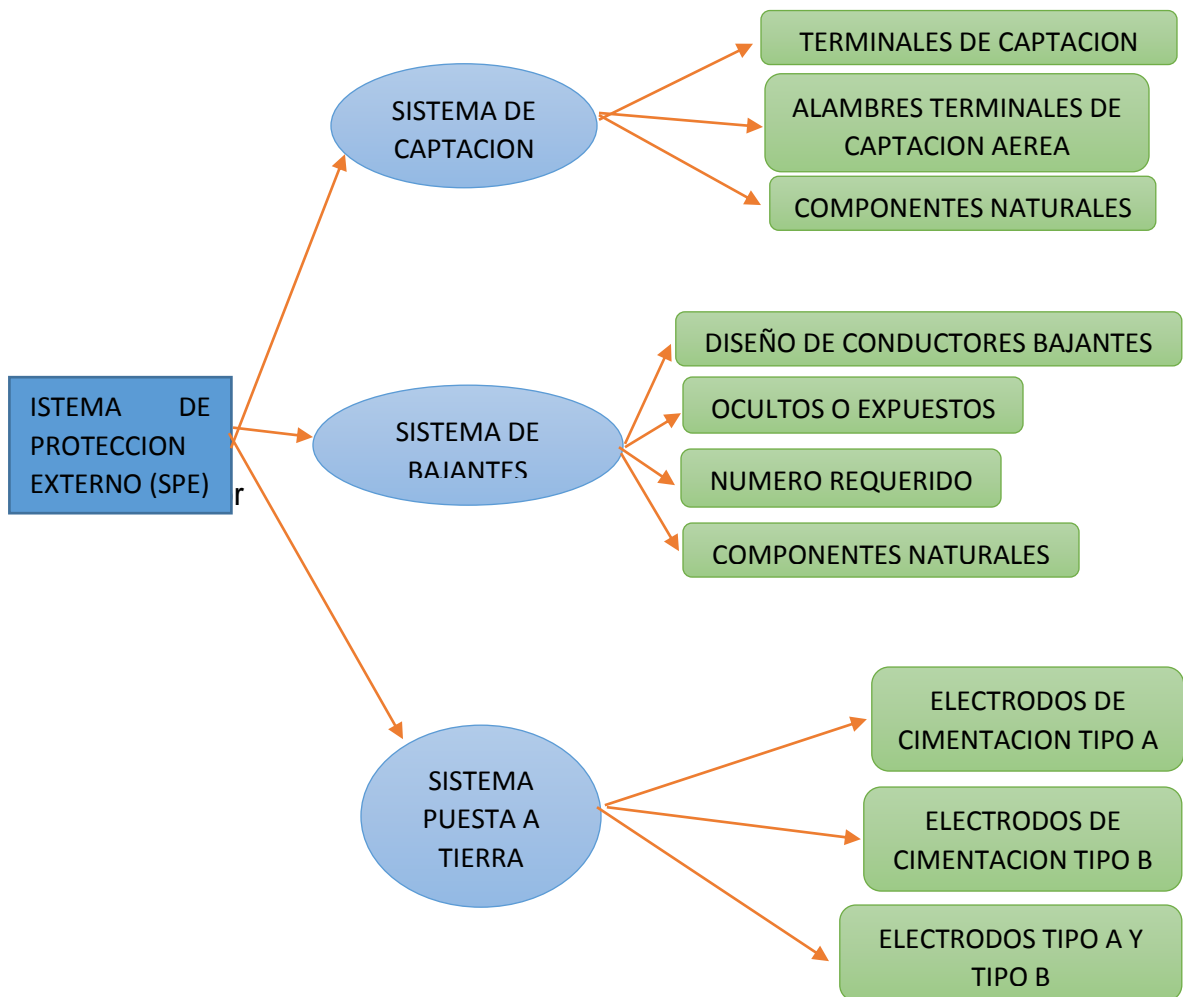 TERMINALES DE CAPTACION
SISTEMA DE
CAPTACION
ALAMBRES TERMINALES DE
CAPTACION AEREA
COMPONENTES NATURALES
DISEÑO DE CONDUCTORES BAJANTES
ISTEMA DE
PROTECCION
EXTERNO (SPE)
r
SISTEMA DE
BAJANTES
OCULTOS O EXPUESTOS
NUMERO REQUERIDO
COMPONENTES NATURALES
SISTEMA
PUESTA A
TIERRA
ELECTRODOS DE
CIMENTACION TIPO A
ELECTRODOS DE
CIMENTACION TIPO B
ELECTRODOS TIPO A Y
TIPO B